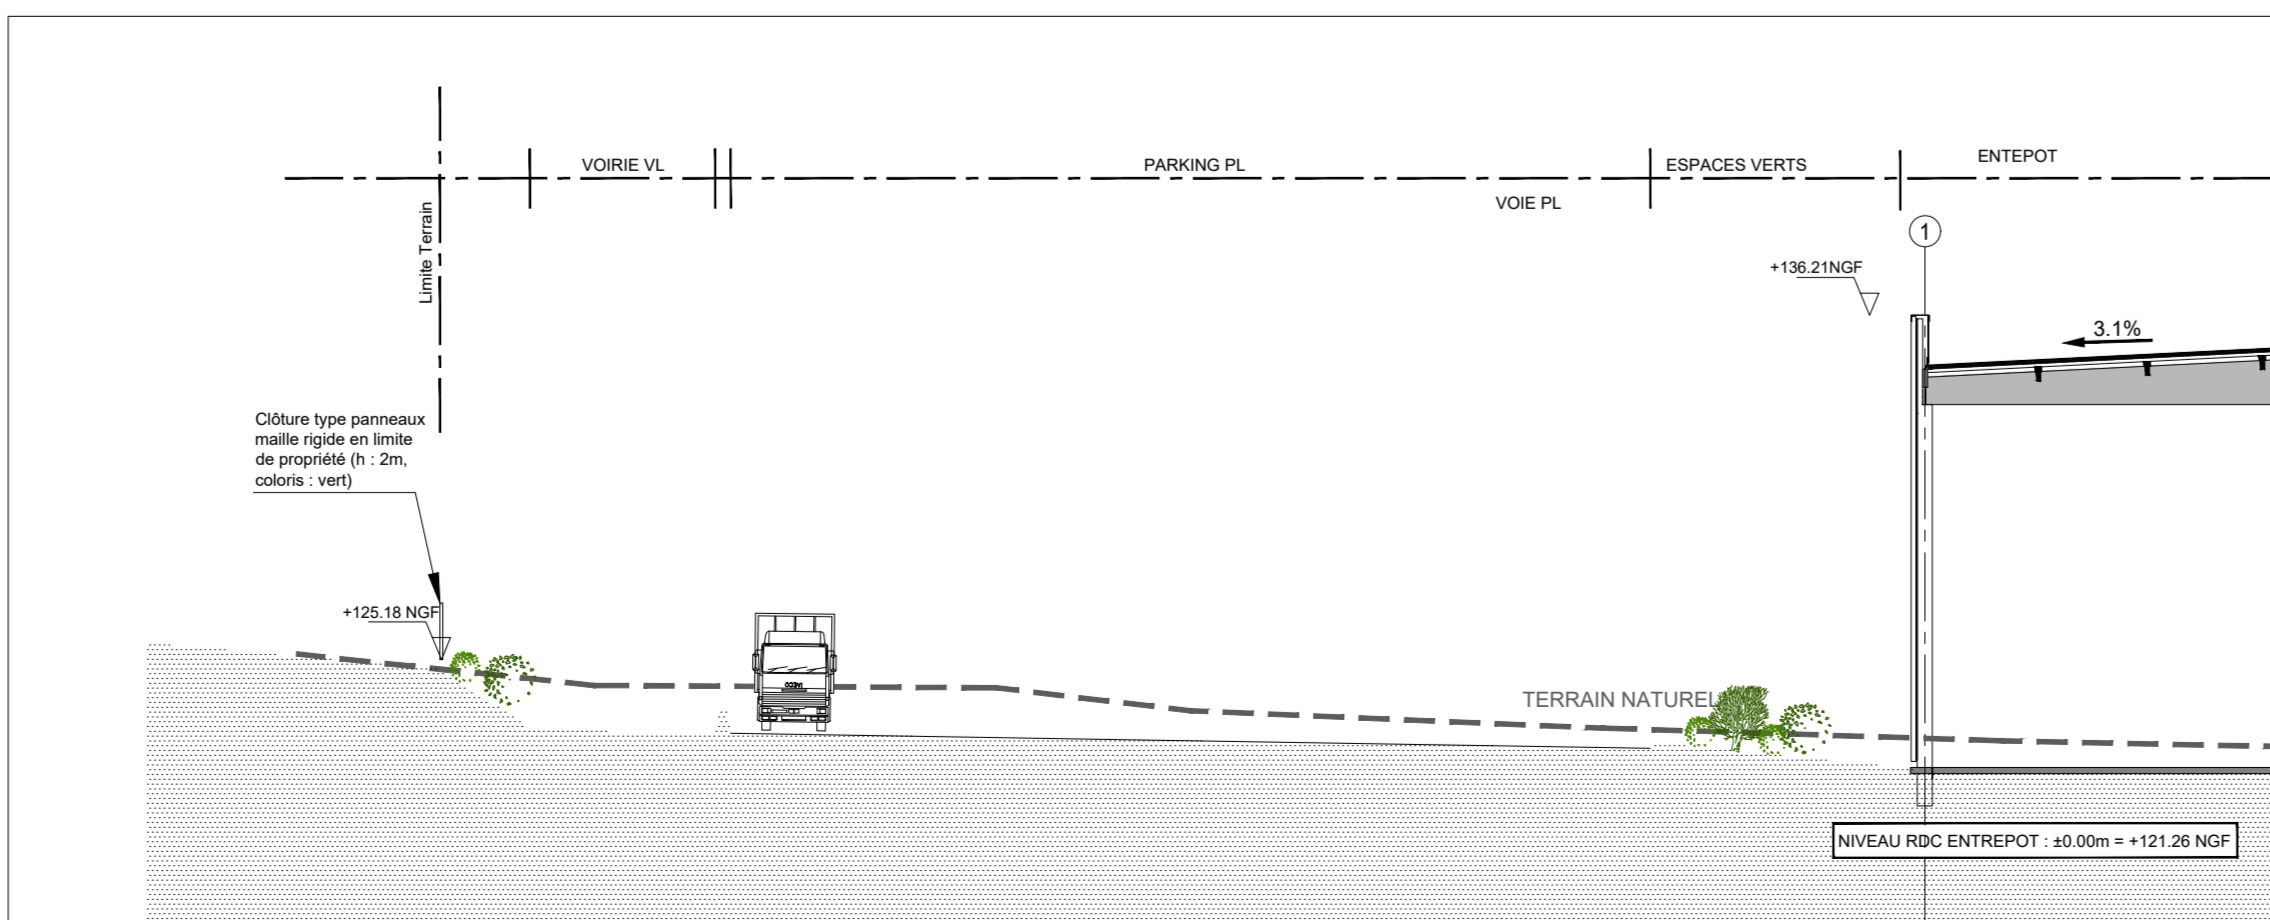 VOIRIE VL
PARKING PL
ESPACES VERTS
ENTEPOT
VOIE PL
Limite Terrain
1
+136.21NGF
3.1%
Clôture type panneaux
maille rigide en limite
de propriété (h : 2m,
coloris : vert)
+125.18 NGF
TERRAIN NATUREL
NIVEAU RDC ENTREPOT : ±0.00m = +121.26 NGF